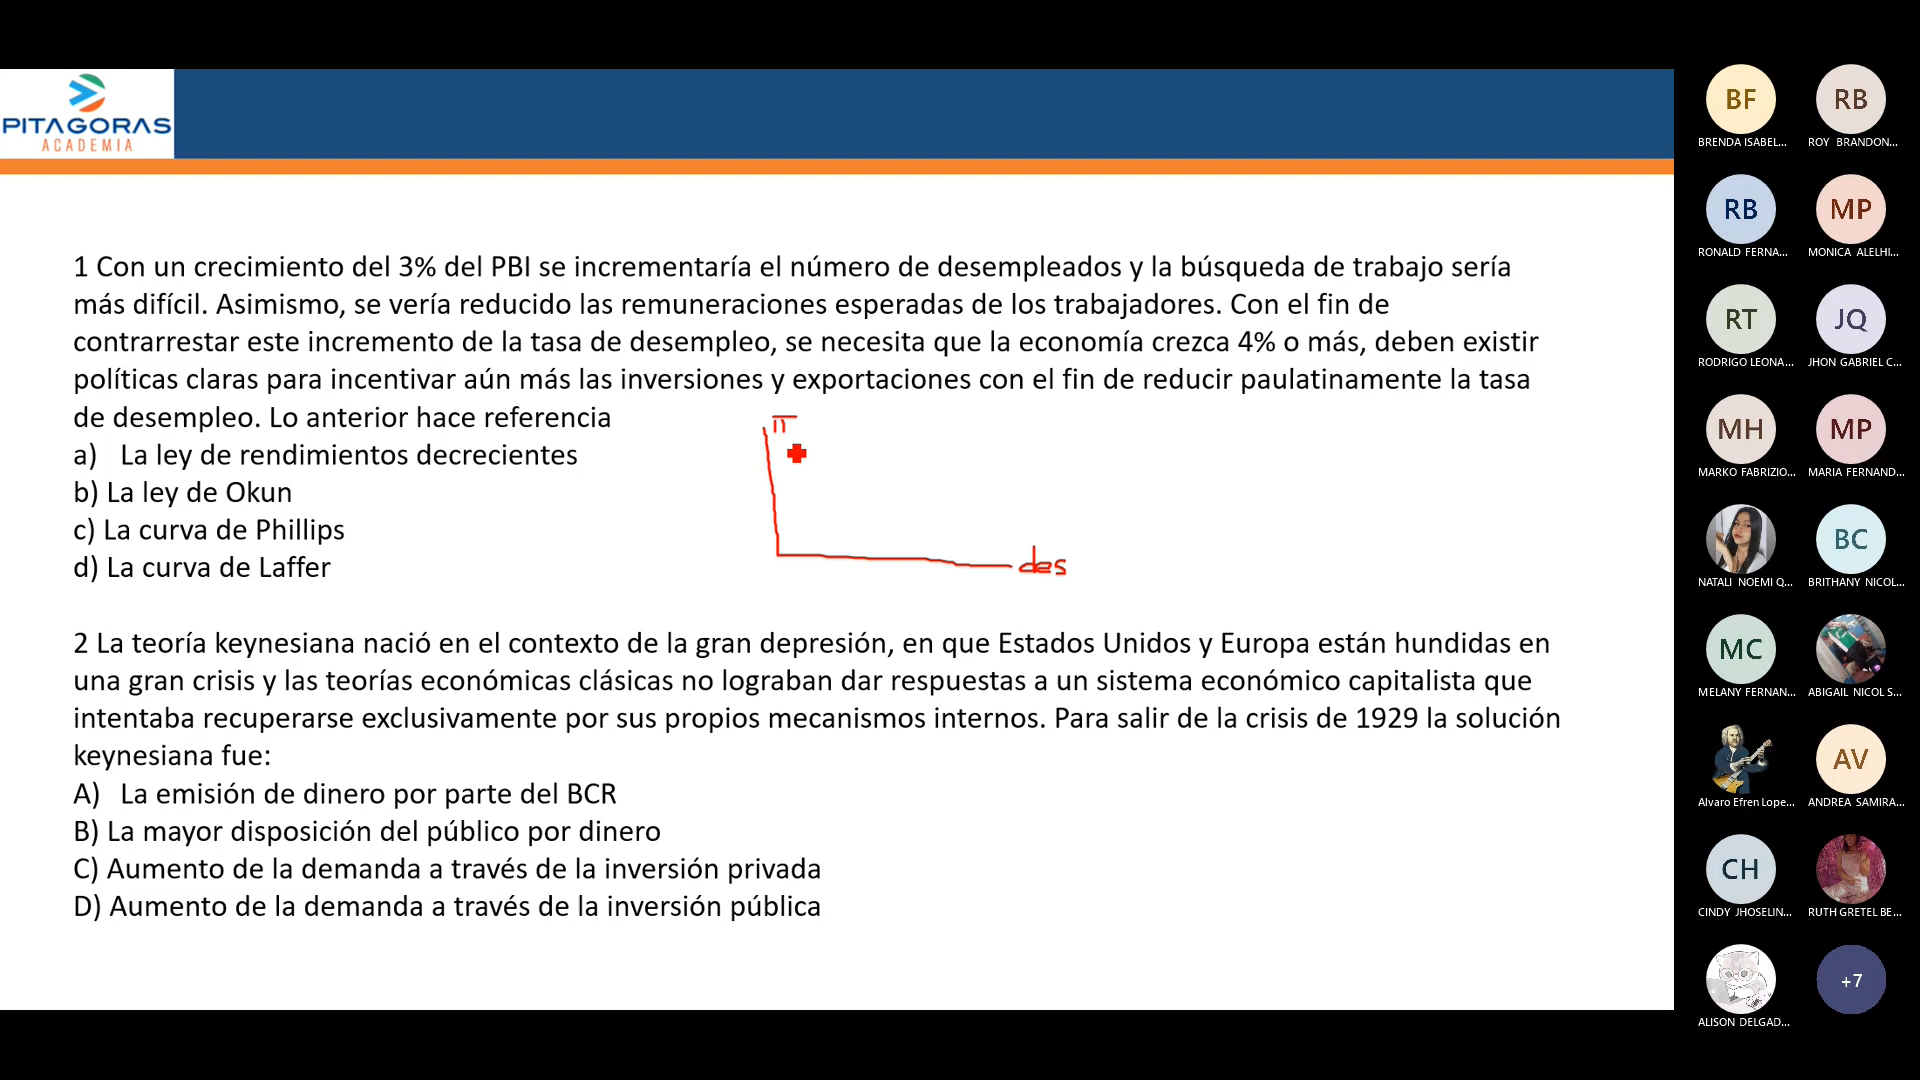 PITAGORAS
ACADEMIA
1 Con un crecimiento del 3% del PBI se incrementaría el número de desempleados y la búsqueda de trabajo sería
más difícil. Asimismo, se vería reducido las remuneraciones esperadas de los trabajadores. Con el fin de
contrarrestar este incremento de la tasa de desempleo, se necesita que la economía crezca 4% o más, deben existir
políticas claras para incentivar aún más las inversiones y exportaciones con el fin de reducir paulatinamente la tasa
de desempleo. Lo anterior hace referencia
a) La ley de rendimientos decrecientes
b) La ley de Okun
c) La curva de Phillips
d) La curva de Laffer
π
des
2 La teoría keynesiana nació en el contexto de la gran depresión, en que Estados Unidos y Europa están hundidas en
una gran crisis y las teorías económicas clásicas no lograban dar respuestas a un sistema económico capitalista que
intentaba recuperarse exclusivamente por sus propios mecanismos internos. Para salir de la crisis de 1929 la solución
keynesiana fue:
A) La emisión de dinero por parte del BCR
B) La mayor disposición del público por dinero
C) Aumento de la demanda a través de la inversión privada
D) Aumento de la demanda a través de la inversión pública
BF RB
BRENDA ISABEL... ROY BRANDON...
RB MP
RONALD FERNA... MONICA ALELHI...
RT JQ
RODRIGO LEONA... JHON GABRIEL C...
MH MP
MARKO FABRIZIO... MARIA FERNAND...
BC
NATALI NOEMI Q... BRITHANY NICOL...
MC
MELANY FERNAN... ABIGAIL NICOL S...
AV
Alvaro Efren Lope... ANDREA SAMIRA...
CH
CINDY JHOSELIN... RUTH GRETEL BE...
+7
ALISON DELGAD...